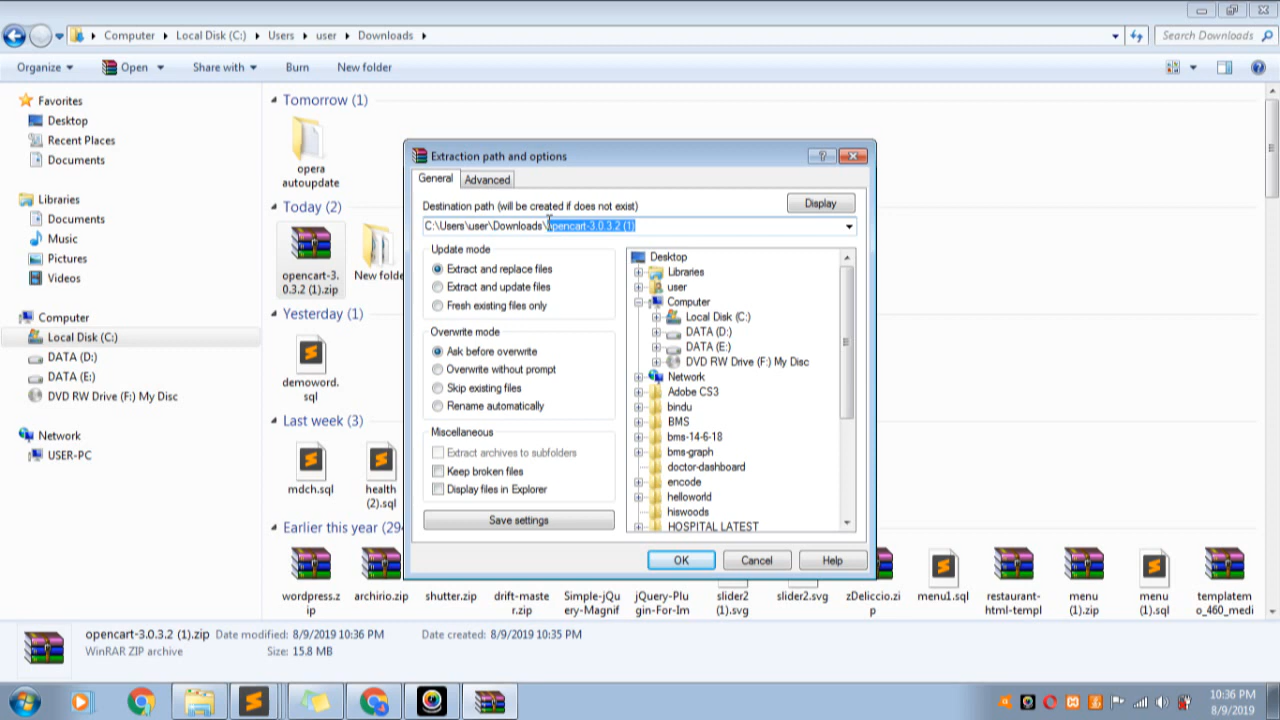 Computer Local Disk (C:) Users user Downloads
Search Downloads
Organize Open Share with Burn New folder
Favorites
Desktop
Recent Places
Documents
Libraries
Documents
Music
Pictures
Videos
Computer
Local Disk (C:)
DATA (D:)
DATA (E:)
DVD RW Drive (F:) My Disc
Network
USER-PC
Tomorrow (1)
opera
autoupdate
Today (2)
opencart-3.
0.3.2 (1).zip
New folde
Yesterday (1)
demoword.
sql
Last week (3)
mdch.sql
health
(2).sql
Earlier this year (29
wordpress.z
ip
archirio.zip
shutter.zip
drift-maste
r.zip
Simple-jQu
ery-Magnif
jQuery-Plu
gin-For-Im
slider2
(1).svg
slider2.svg
zDeliccio.zi
p
menu1.sql
restaurant-
html-templ
menu
(1).zip
menu
(1).sql
templatem
o_460_medi
Extraction path and options
General Advanced
Destination path (will be created if does not exist)
Display
C:\Users\user\Downloads\opencart-3.0.3.2 (1)
Update mode
Extract and replace files
Extract and update files
Fresh existing files only
Overwrite mode
Ask before overwrite
Overwrite without prompt
Skip existing files
Rename automatically
Miscellaneous
Extract archives to subfolders
Keep broken files
Display files in Explorer
Save settings
Desktop
Libraries
user
Computer
Local Disk (C:)
DATA (D:)
DATA (E:)
DVD RW Drive (F:) My Disc
Network
Adobe CS3
bindu
BMS
bms-14-6-18
bms-graph
doctor-dashboard
encode
helloworld
hiswoods
HOSPITAL LATEST
OK Cancel Help
opencart-3.0.3.2 (1).zip Date modified: 8/9/2019 10:36 PM Date created: 8/9/2019 10:35 PM
WinRAR ZIP archive Size: 15.8 MB
10:36 PM
8/9/2019